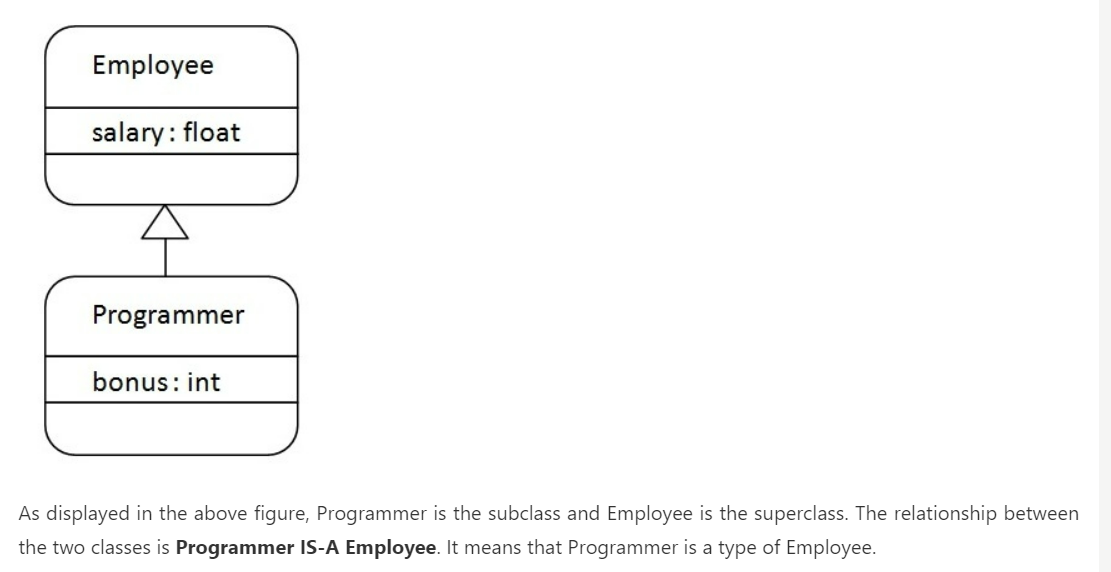 Employee
salary : float
Programmer
bonus : int
As displayed in the above figure, Programmer is the subclass and Employee is the superclass. The relationship between
the two classes is Programmer IS-A Employee. It means that Programmer is a type of Employee.